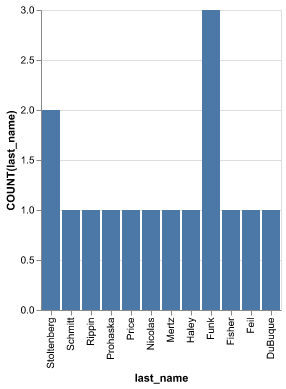 3.0
2.5
2.0
1.5
1.0
0.5
0.0
COUNT(last_name)
Stoltenberg
Schmitt
Rippin
Prohaska
Price
Nicolas
Mertz
Haley
Funk
Fisher
Feil
DuBuque
last_name